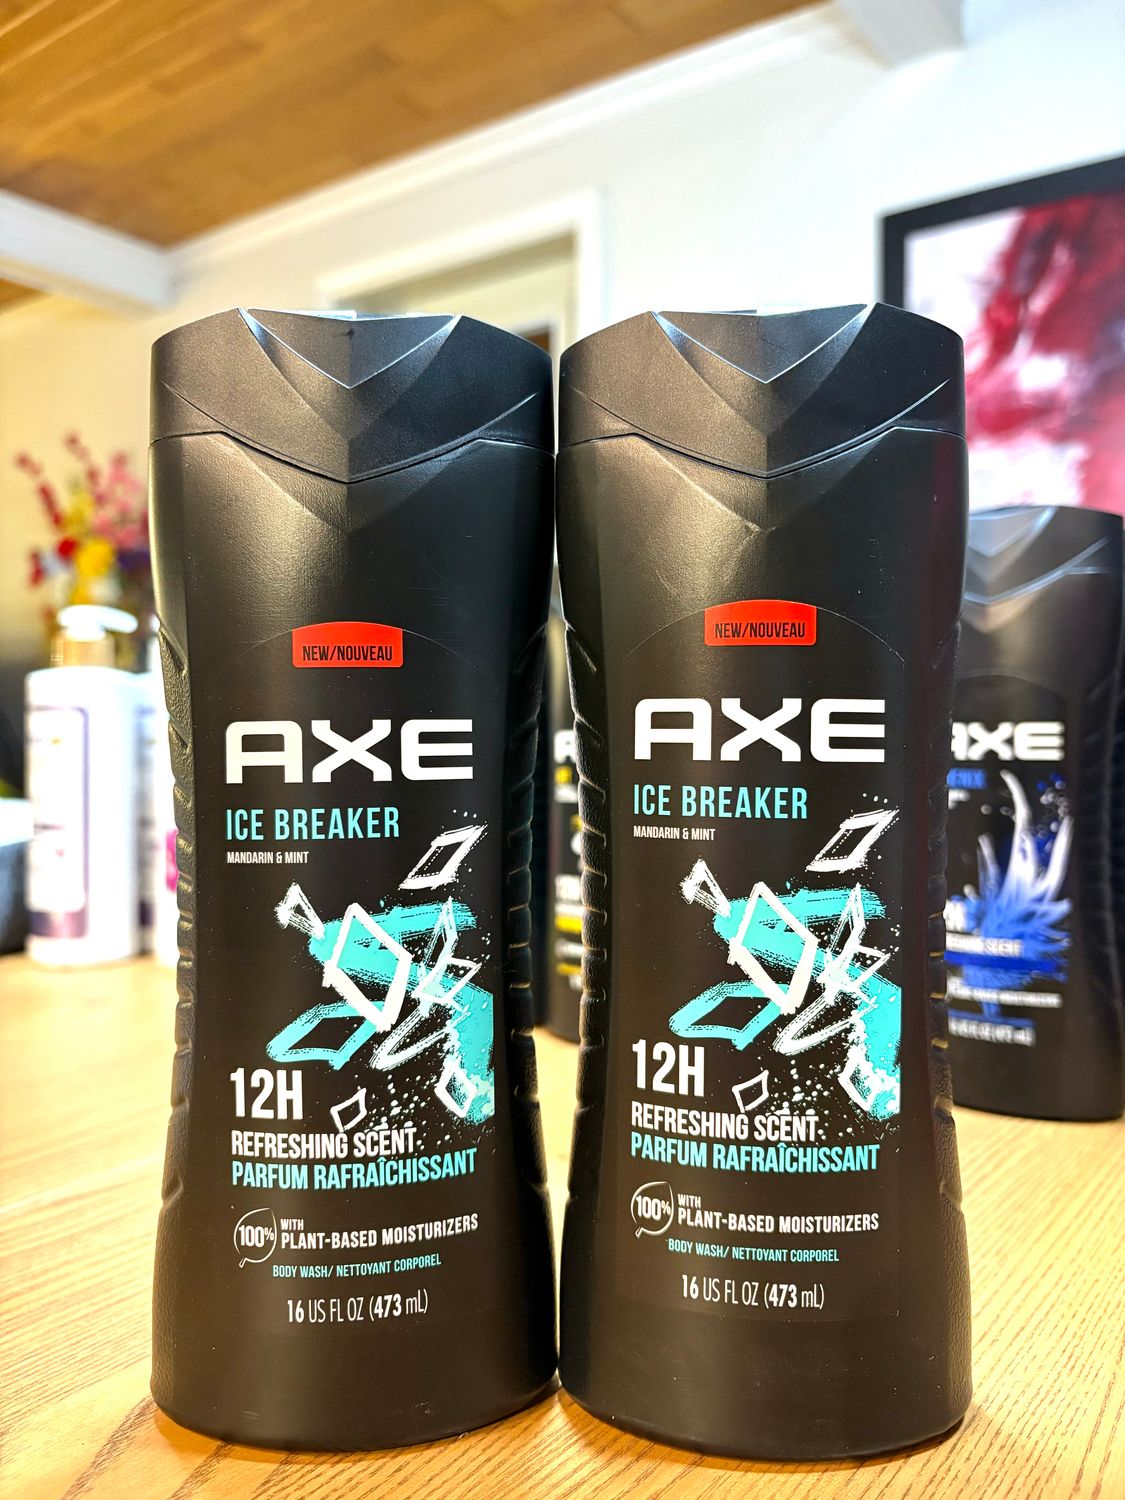 NEW/NOUVEAU
AXE
ICE BREAKER
MANDARIN & MINT
12H
REFRESHING SCENT
PARFUM RAFRAÎCHISSANT
100%
WITH
PLANT-BASED MOISTURIZERS
BODY WASH/ NETTOYANT CORPOREL
16 US FL OZ (473 mL)
NEW/NOUVEAU
AXE
ICE BREAKER
MANDARIN & MINT
12H
REFRESHING SCENT
PARFUM RAFRAÎCHISSANT
100%
WITH
PLANT-BASED MOISTURIZERS
BODY WASH/ NETTOYANT CORPOREL
16 US FL OZ (473 mL)
AXE